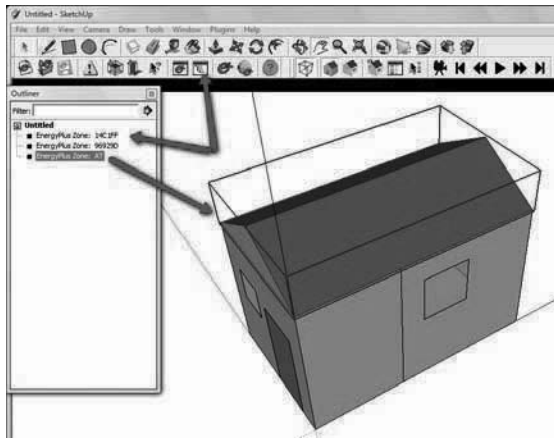 Untitled - SketchUp
File Edit View Camera Draw Tools Window Plugins Help
Outliner
Filter:
Untitled
EnergyPlus Zone: 14C1FF
EnergyPlus Zone: 96929D
EnergyPlus Zone: A7